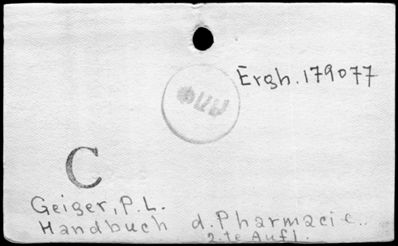 Ergh. 179077
C
Geiger, P. L.
Handbuch d. Pharmacie..
2. te Aufl.